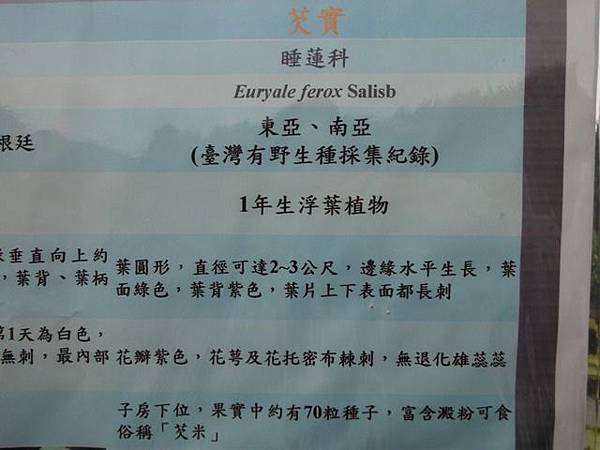 芡實
睡蓮科
Euryale ferox Salisb
東亞、南亞
(臺灣有野生種採集紀錄)
根莛
1年生浮葉植物
垂直向上約
，葉背、葉柄
葉圓形，直徑可達2~3公尺，邊緣水平生長，葉
面綠色，葉背紫色，葉片上下表面都長刺
第1天為白色，
無刺，最內部
花瓣紫色，花萼及花托密布棘刺，無退化雄蕊蕊
子房下位，果實中約有70粒種子，富含澱粉可食
俗稱「芡米」